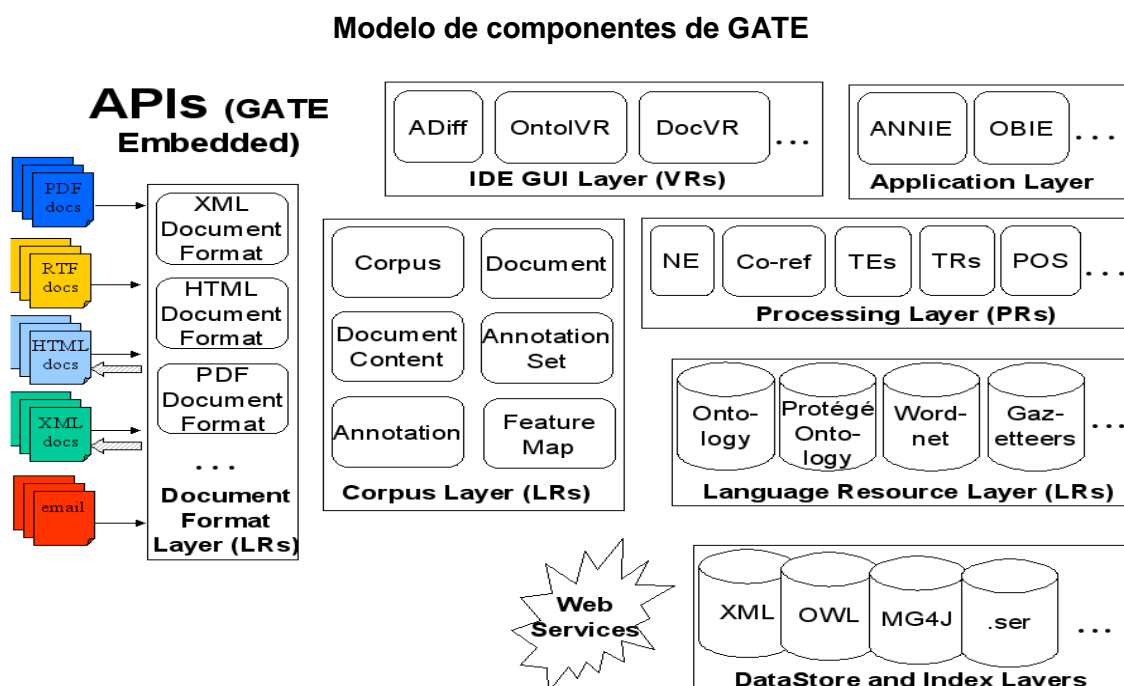 Modelo de componentes de GATE
APIs (GATE
Embedded)
PDF
docs
RTF
docs
HTML
docs
XML
docs
email
XML
Document
Format
HTML
Document
Format
PDF
Document
Format
...
Document
Format
Layer (LRs)
ADiff
OntolVR
DocVR
...
IDE GUI Layer (VRs)
ANNIE
OBIE
...
Application Layer
Corpus
Document
Document
Content
Annotation
Set
Annotation
Feature
Map
Corpus Layer (LRs)
NE
Co-ref
TEs
TRs
POS
...
Processing Layer (PRs)
Onto-
logy
Protégé
Onto-
logy
Word-
net
Gaz-
etteers
...
Language Resource Layer (LRs)
Web
Services
XML
OWL
MG4J
.ser
...
DataStore and Index Layers